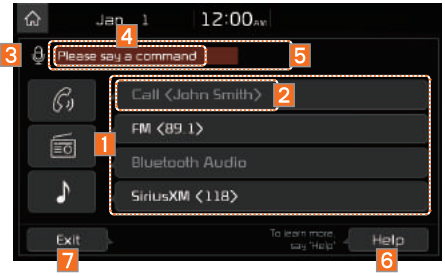 Jan 1 12:00AM
4
3 Please say a command 5
Call <John Smith> 2
1 FM <89.1>
Bluetooth Audio
SiriusXM <118>
Exit To learn more, say 'Help' Help
7 6